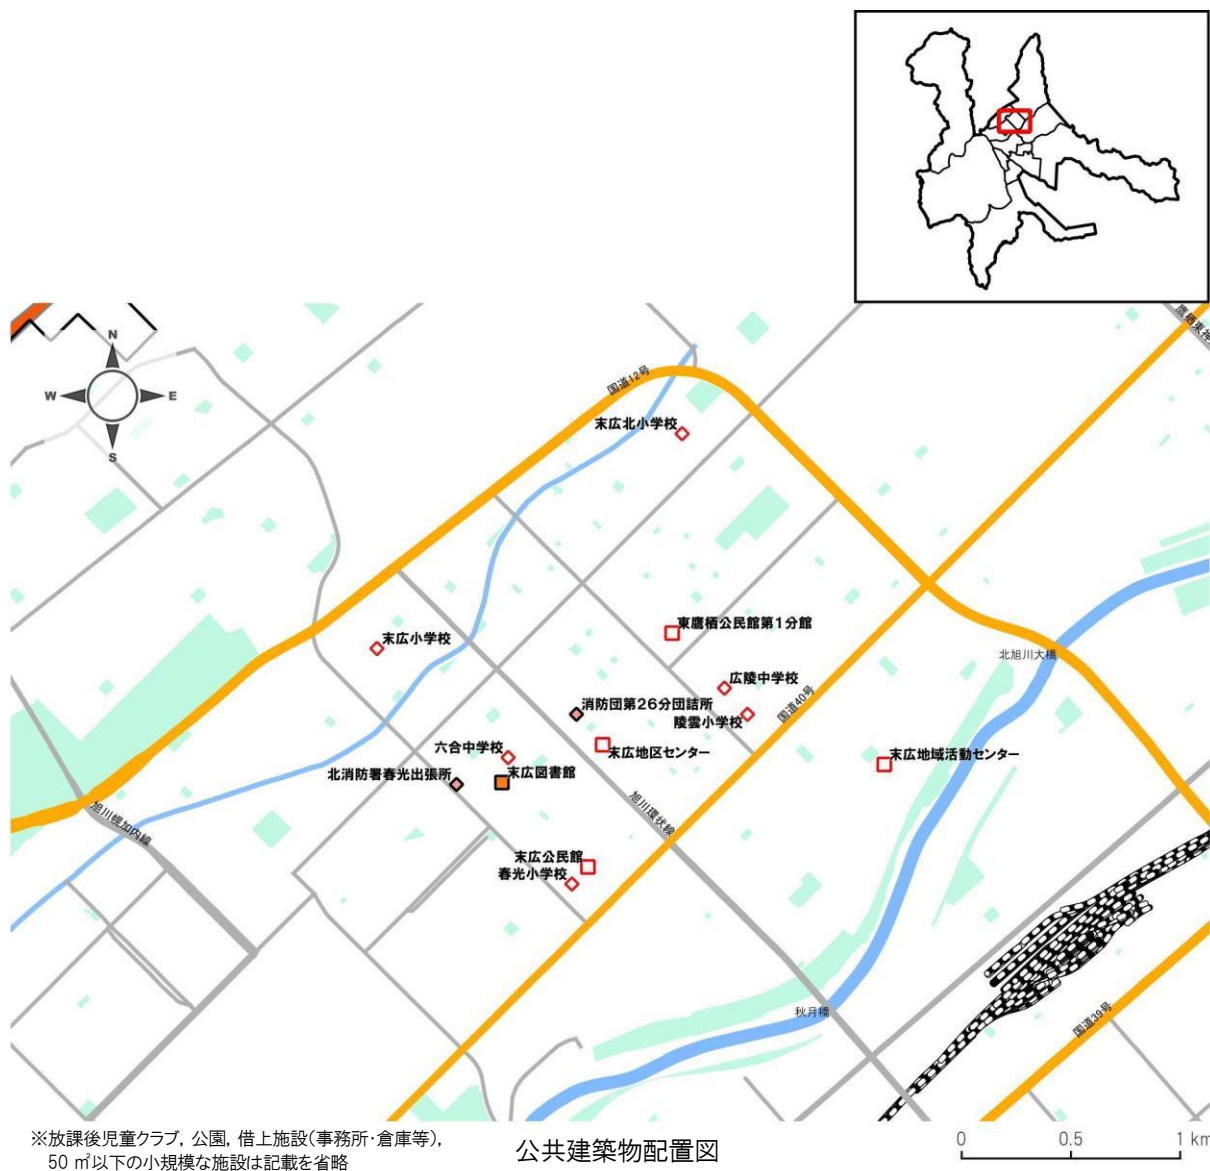 鷹栖東神
N
W
E
S
国道12号
末広北小学校
東鷹栖公民館第1分館
末広小学校
北旭川大橋
広陵中学校
国道40号
消防団第26分団詰所
陵雲小学校
末広地区センター
六合中学校
末広地域活動センター
北消防署春光出張所
末広図書館
旭川幌加内線
旭川環状線
末広公民館
春光小学校
秋月橋
国道39号
※放課後児童クラブ, 公園, 借上施設(事務所・倉庫等),
50 ㎡以下の小規模な施設は記載を省略
公共建築物配置図
0
0.5
1 km